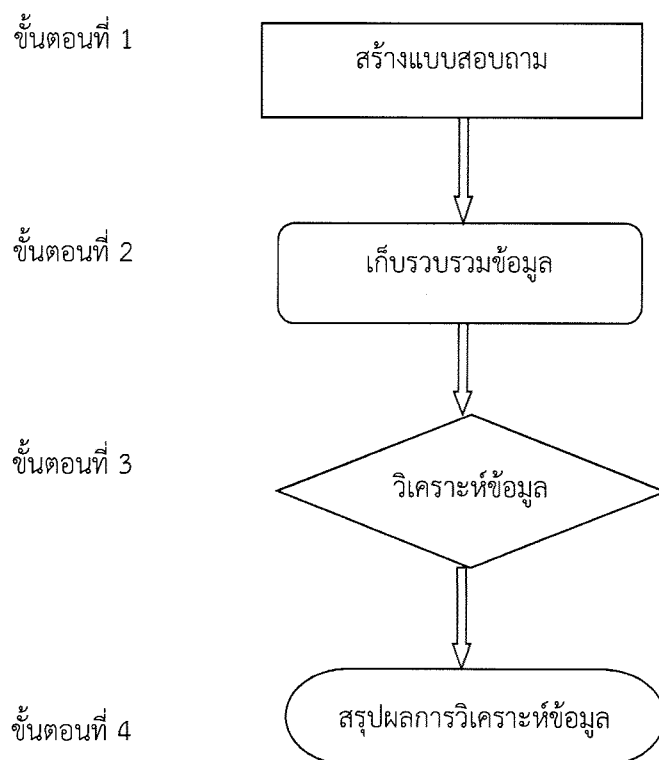 ขั้นตอนที่ 1
สร้างแบบสอบถาม
ขั้นตอนที่ 2
เก็บรวบรวมข้อมูล
ขั้นตอนที่ 3
วิเคราะห์ข้อมูล
ขั้นตอนที่ 4
สรุปผลการวิเคราะห์ข้อมูล